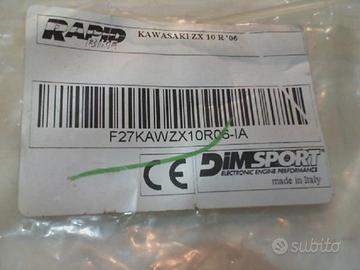 RAPID
BIKE
KAWASAKI ZX 10 R '06
F27KAWZX10R06-IA
CE
DiMSPORT
ELECTRONIC ENGINE PERFORMANCE
made in Italy
subito